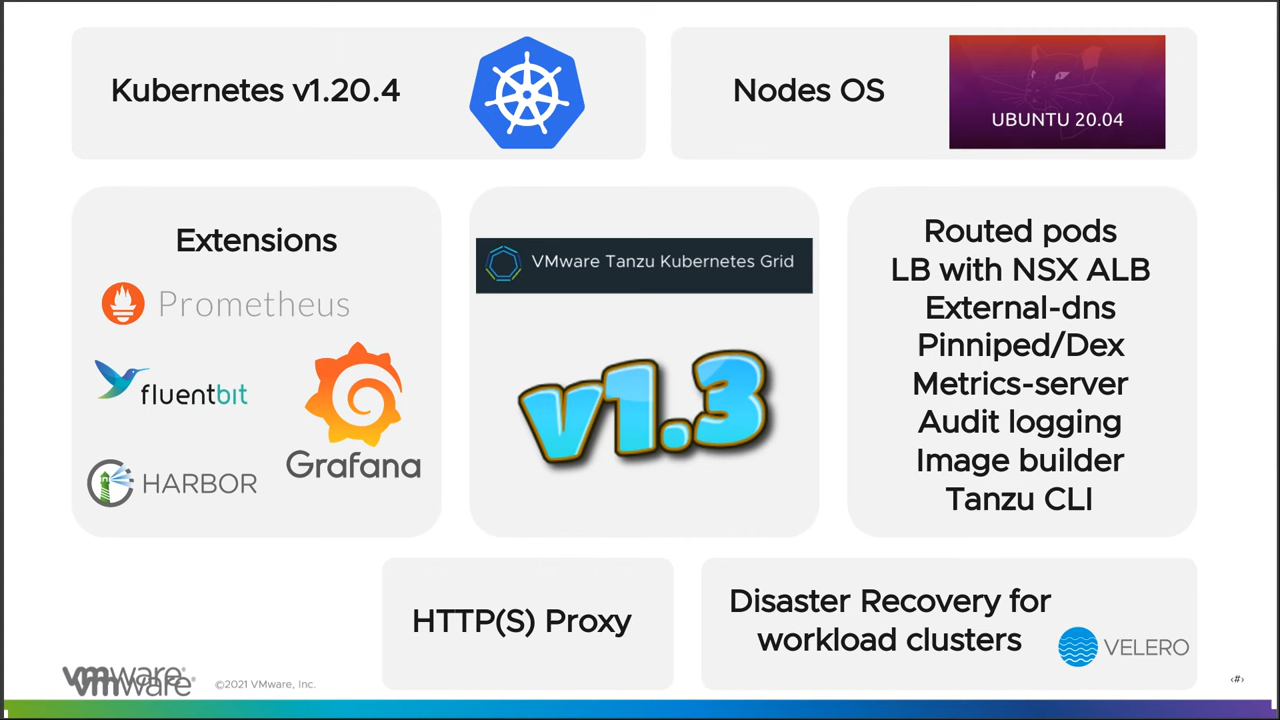 Kubernetes v1.20.4
Nodes OS
UBUNTU 20.04
Extensions
Prometheus
fluentbit
Grafana
HARBOR
VMware Tanzu Kubernetes Grid
v1.3
Routed pods
LB with NSX ALB
External-dns
Pinniped/Dex
Metrics-server
Audit logging
Image builder
Tanzu CLI
HTTP(S) Proxy
Disaster Recovery for
workload clusters
VELERO
vmware®
vmware
©2021 VMware, Inc.
‹#›